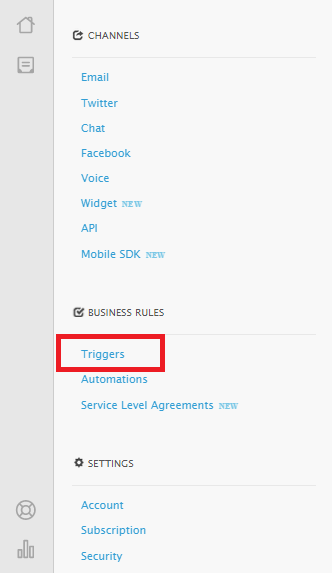 CHANNELS
Email
Twitter
Chat
Facebook
Voice
Widget NEW
API
Mobile SDK NEW
BUSINESS RULES
Triggers
Automations
Service Level Agreements NEW
SETTINGS
Account
Subscription
Security